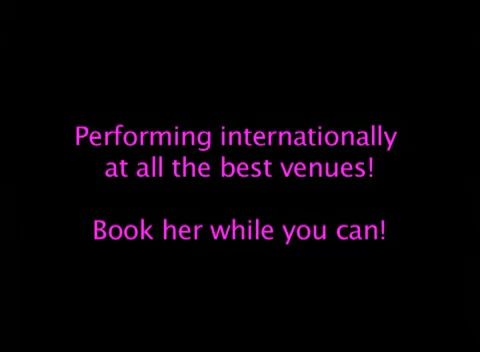 Performing internationally
at all the best venues!
Book her while you can!